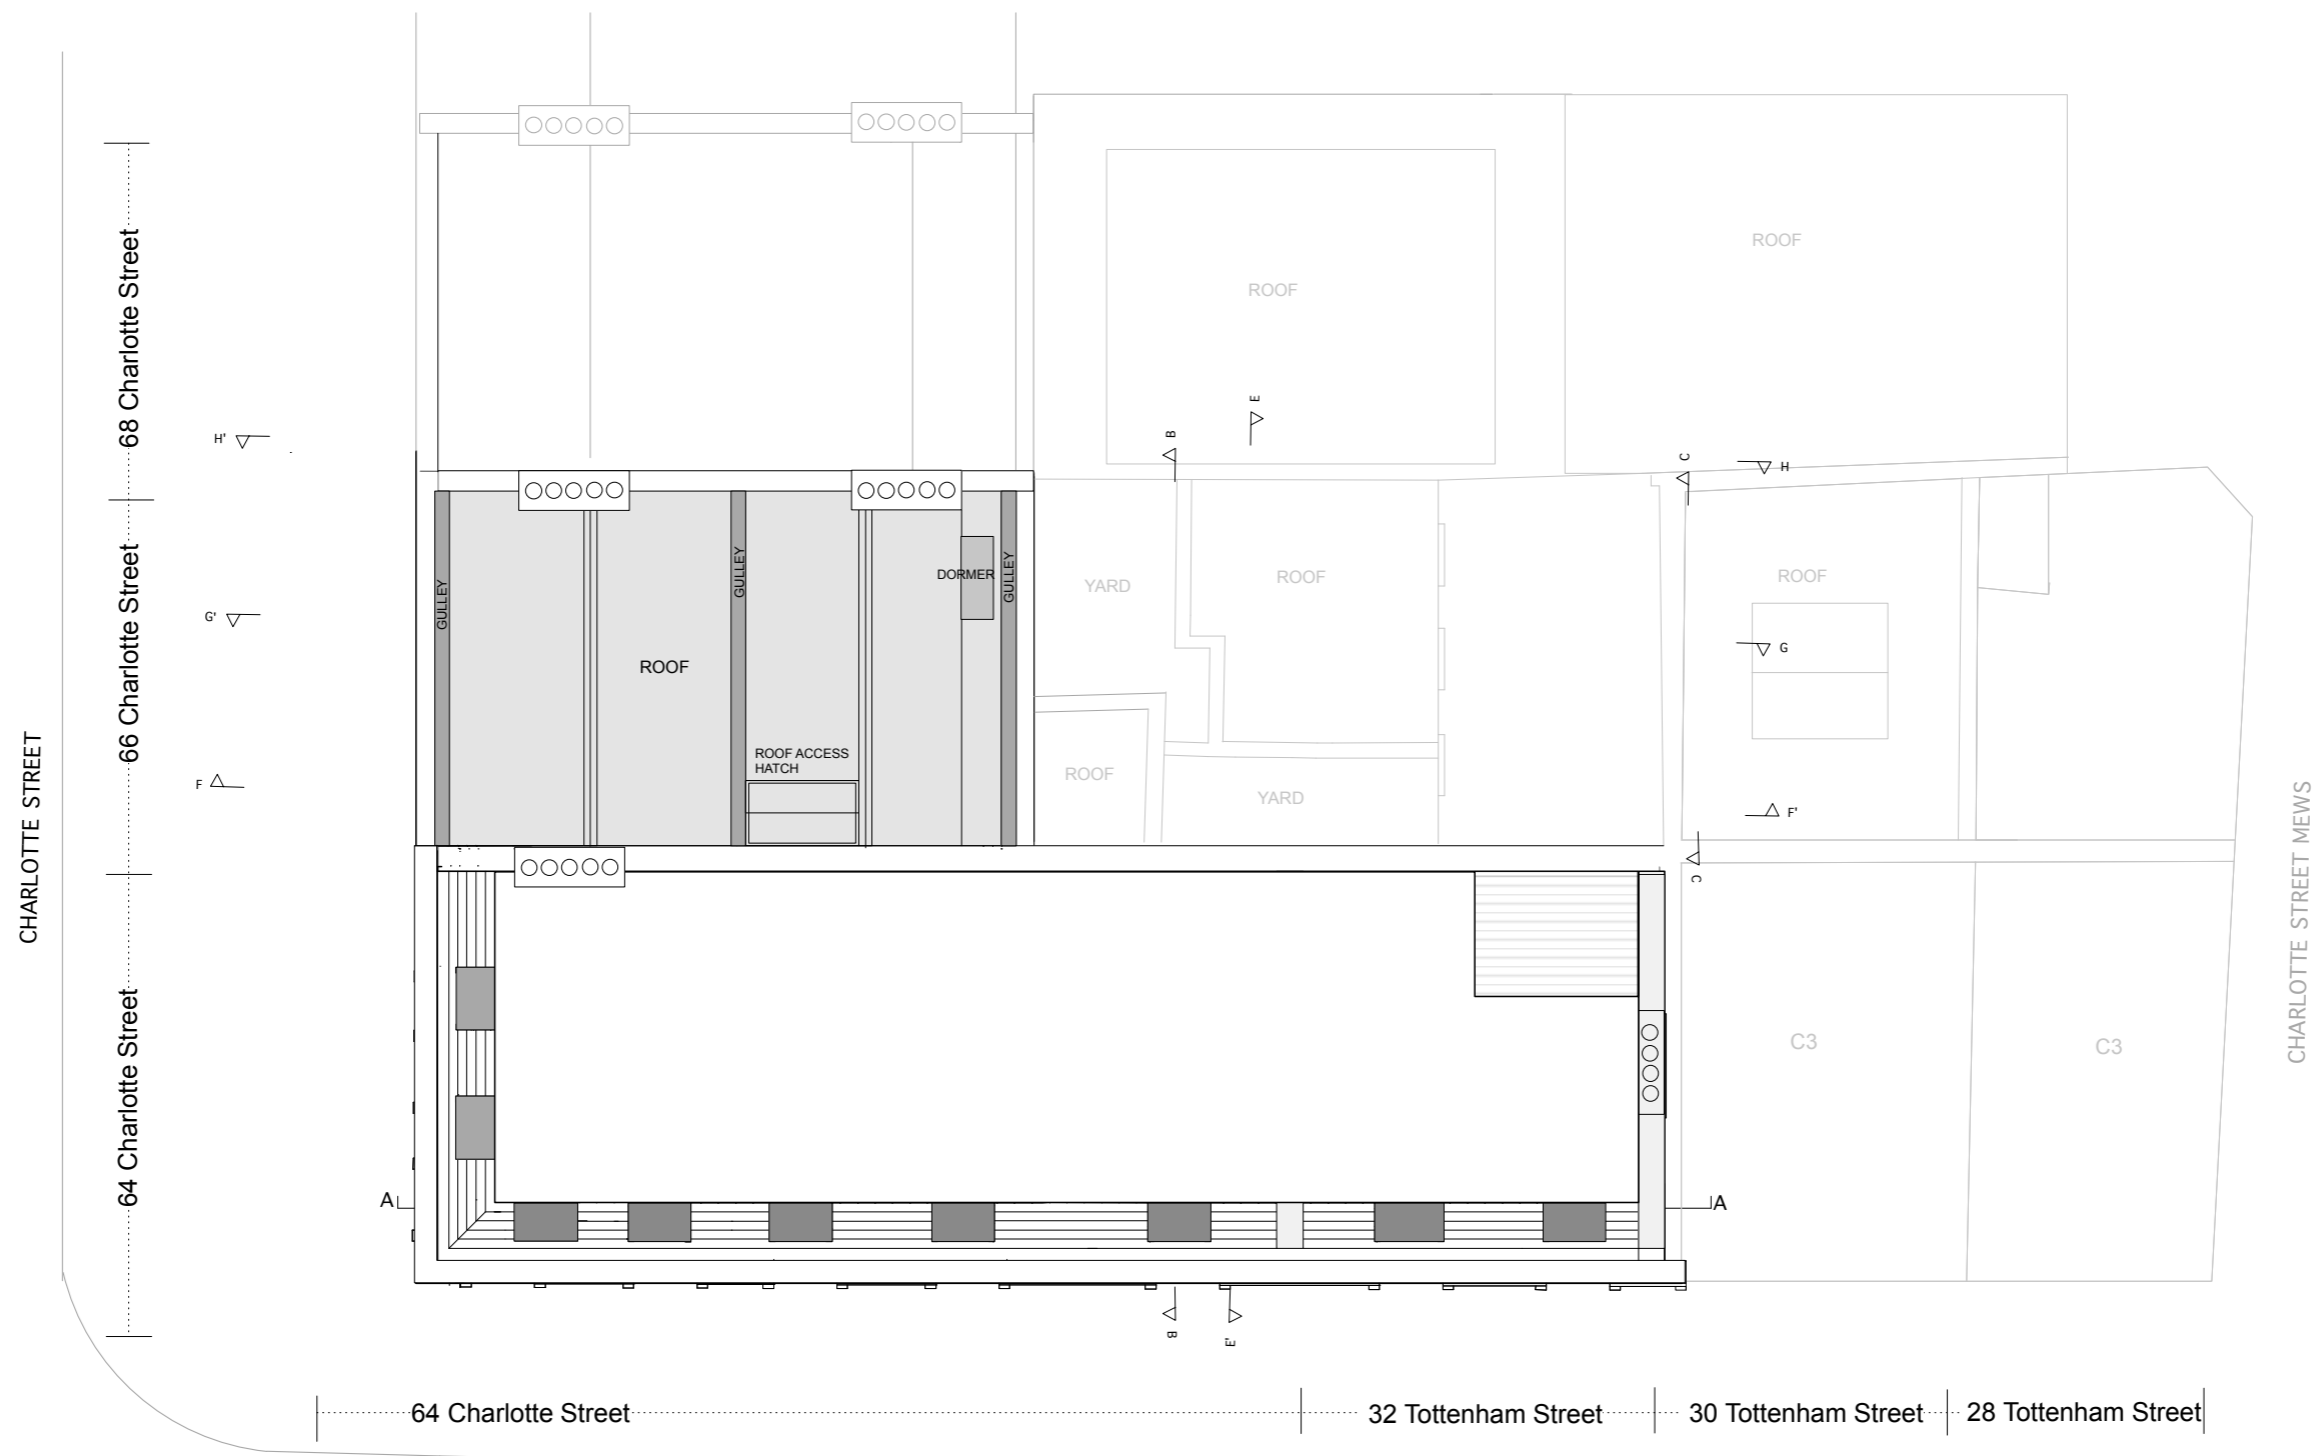 68 Charlotte Street
66 Charlotte Street
64 Charlotte Street
CHARLOTTE STREET
H'
G'
F
GULLEY
ROOF
GULLEY
ROOF ACCESS
HATCH
DORMER
GULLEY
ROOF
ROOF
E
B
C
H
YARD
ROOF
ROOF
G
ROOF
YARD
F'
C
C3
C3
CHARLOTTE STREET MEWS
A
A
B
E'
64 Charlotte Street
32 Tottenham Street
30 Tottenham Street
28 Tottenham Street